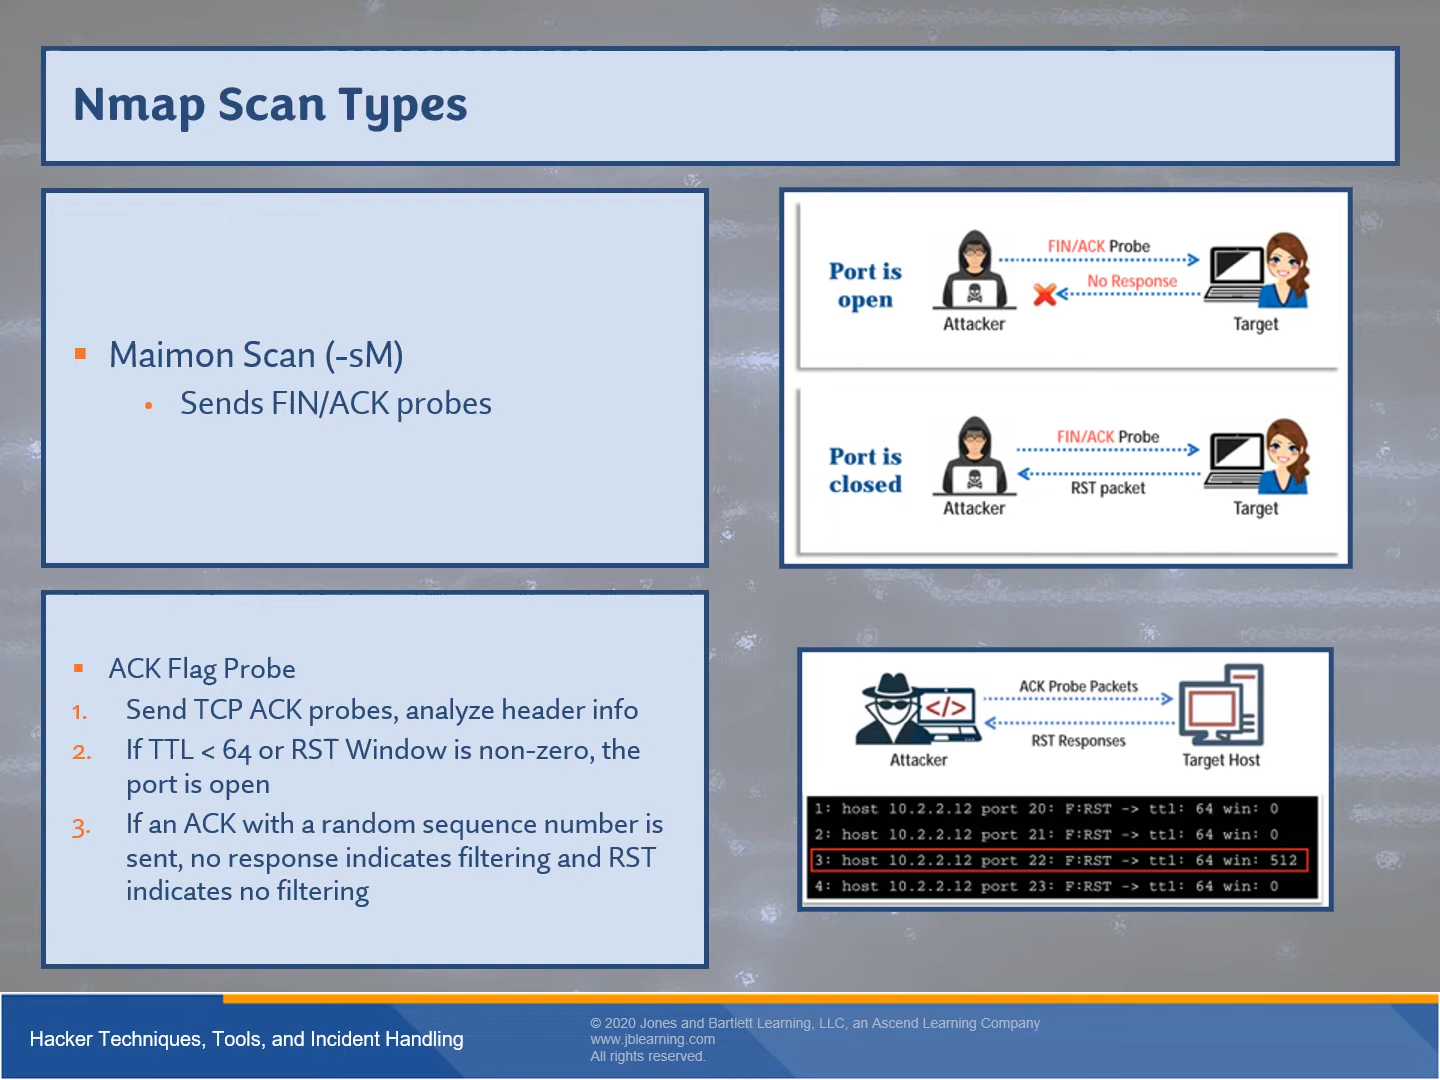 Nmap Scan Types
Maimon Scan (-sM)
Sends FIN/ACK probes
Port is
open
FIN/ACK Probe
No Response
Attacker
Target
Port is
closed
FIN/ACK Probe
RST packet
Attacker
Target
ACK Flag Probe
1. Send TCP ACK probes, analyze header info
2. If TTL < 64 or RST Window is non-zero, the
port is open
3. If an ACK with a random sequence number is
sent, no response indicates filtering and RST
indicates no filtering
ACK Probe Packets
</>
RST Responses
Attacker
Target Host
1: host 10.2.2.12 port 20: F:RST -> ttl: 64 win: 0
2: host 10.2.2.12 port 21: F:RST -> ttl: 64 win: 0
3: host 10.2.2.12 port 22: F:RST -> ttl: 64 win: 512
4: host 10.2.2.12 port 23: F:RST -> ttl: 64 win: 0
Hacker Techniques, Tools, and Incident Handling
© 2020 Jones and Bartlett Learning, LLC, an Ascend Learning Company
www.jblearning.com
All rights reserved.